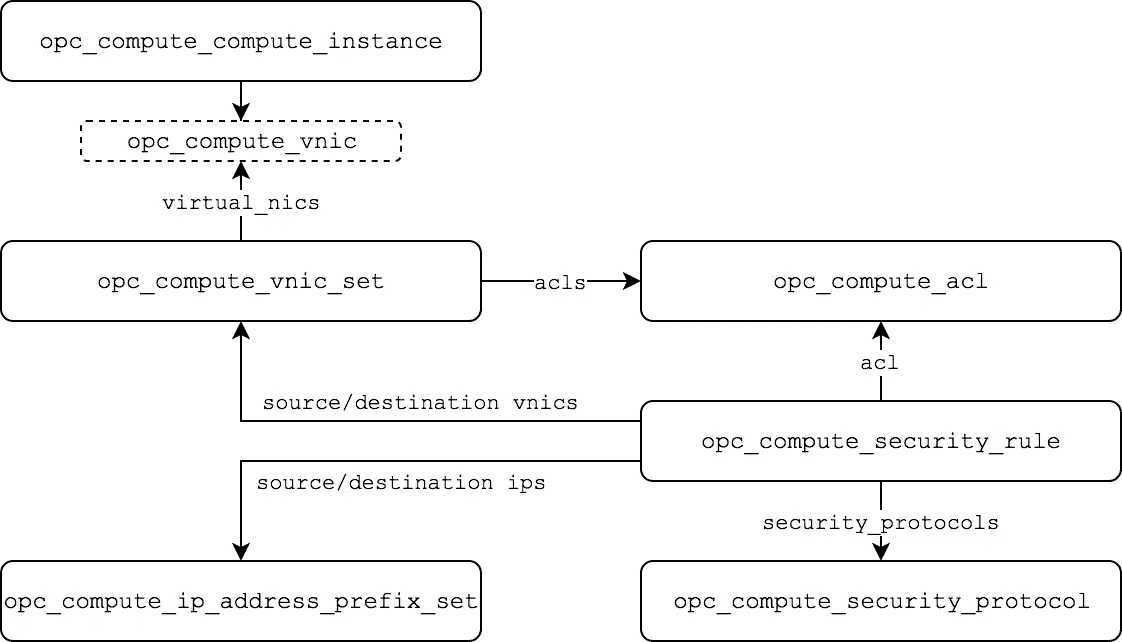 opc_compute_compute_instance
opc_compute_vnic
virtual_nics
opc_compute_vnic_set
acls
opc_compute_acl
acl
source/destination vnics
opc_compute_security_rule
source/destination ips
security_protocols
opc_compute_ip_address_prefix_set
opc_compute_security_protocol